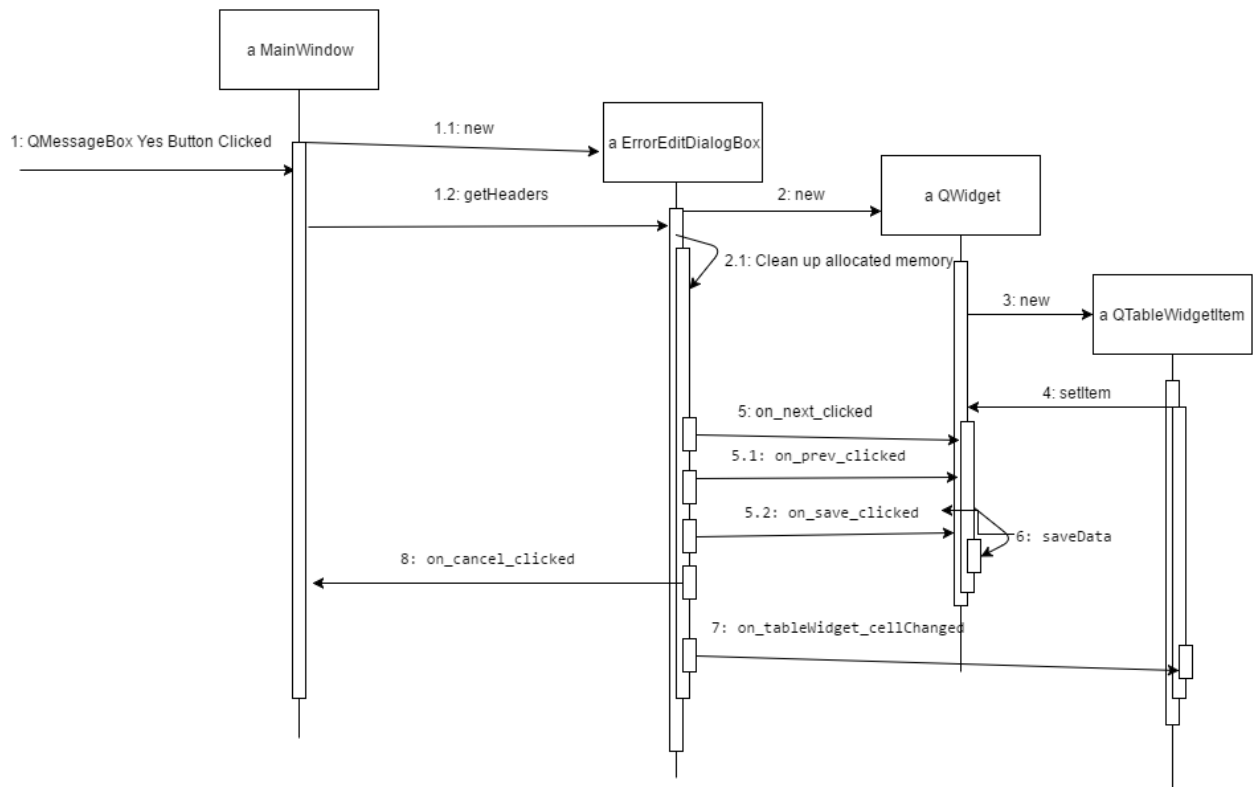 a MainWindow
1: QMessageBox Yes Button Clicked
1.1: new
a ErrorEditDialogBox
1.2: getHeaders
2: new
a QWidget
2.1: Clean up allocated memory
3: new
a QTableWidgetItem
4: setItem
5: on_next_clicked
5.1: on_prev_clicked
5.2: on_save_clicked
6: saveData
8: on_cancel_clicked
7: on_tableWidget_cellChanged